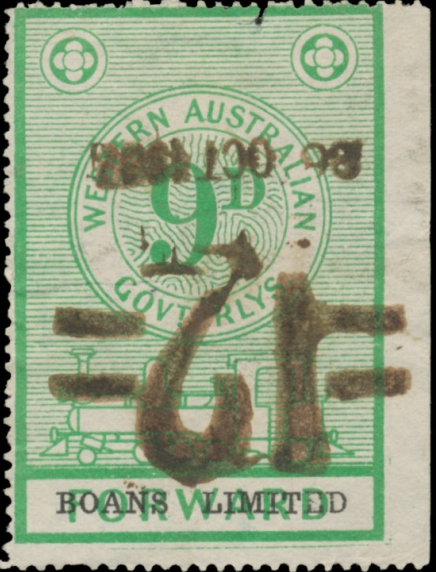 WESTERN AUSTRALIAN
9D
GOVT RLYS
FORWARD
BOANS LIMITED